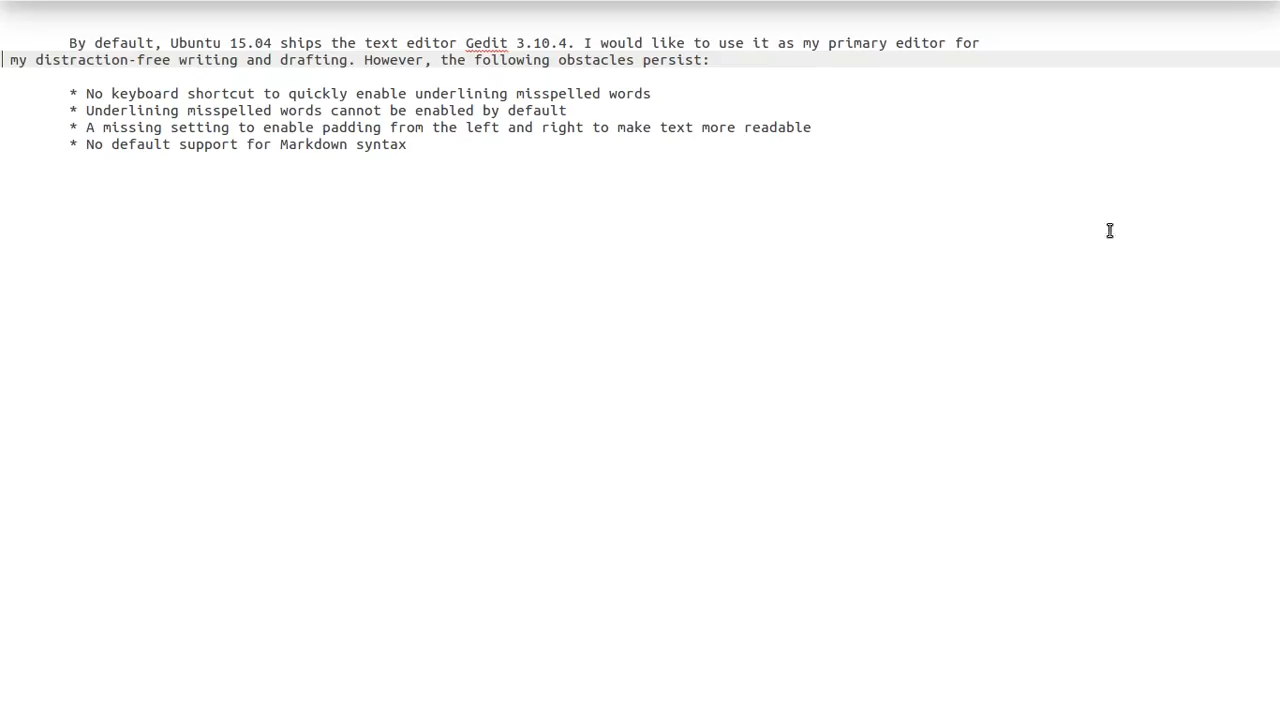 By default, Ubuntu 15.04 ships the text editor Gedit 3.10.4. I would like to use it as my primary editor for
my distraction-free writing and drafting. However, the following obstacles persist:
* No keyboard shortcut to quickly enable underlining misspelled words
* Underlining misspelled words cannot be enabled by default
* A missing setting to enable padding from the left and right to make text more readable
* No default support for Markdown syntax